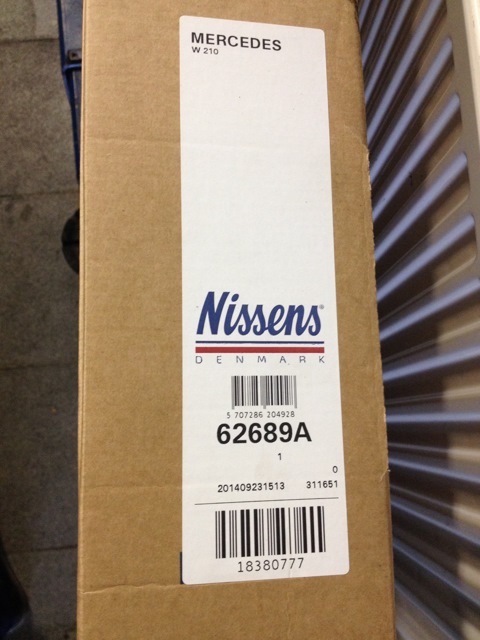 MERCEDES
W 210
Nissens®
DENMARK
5 707286 204928
62689A
1
0
201409231513 311651
18380777